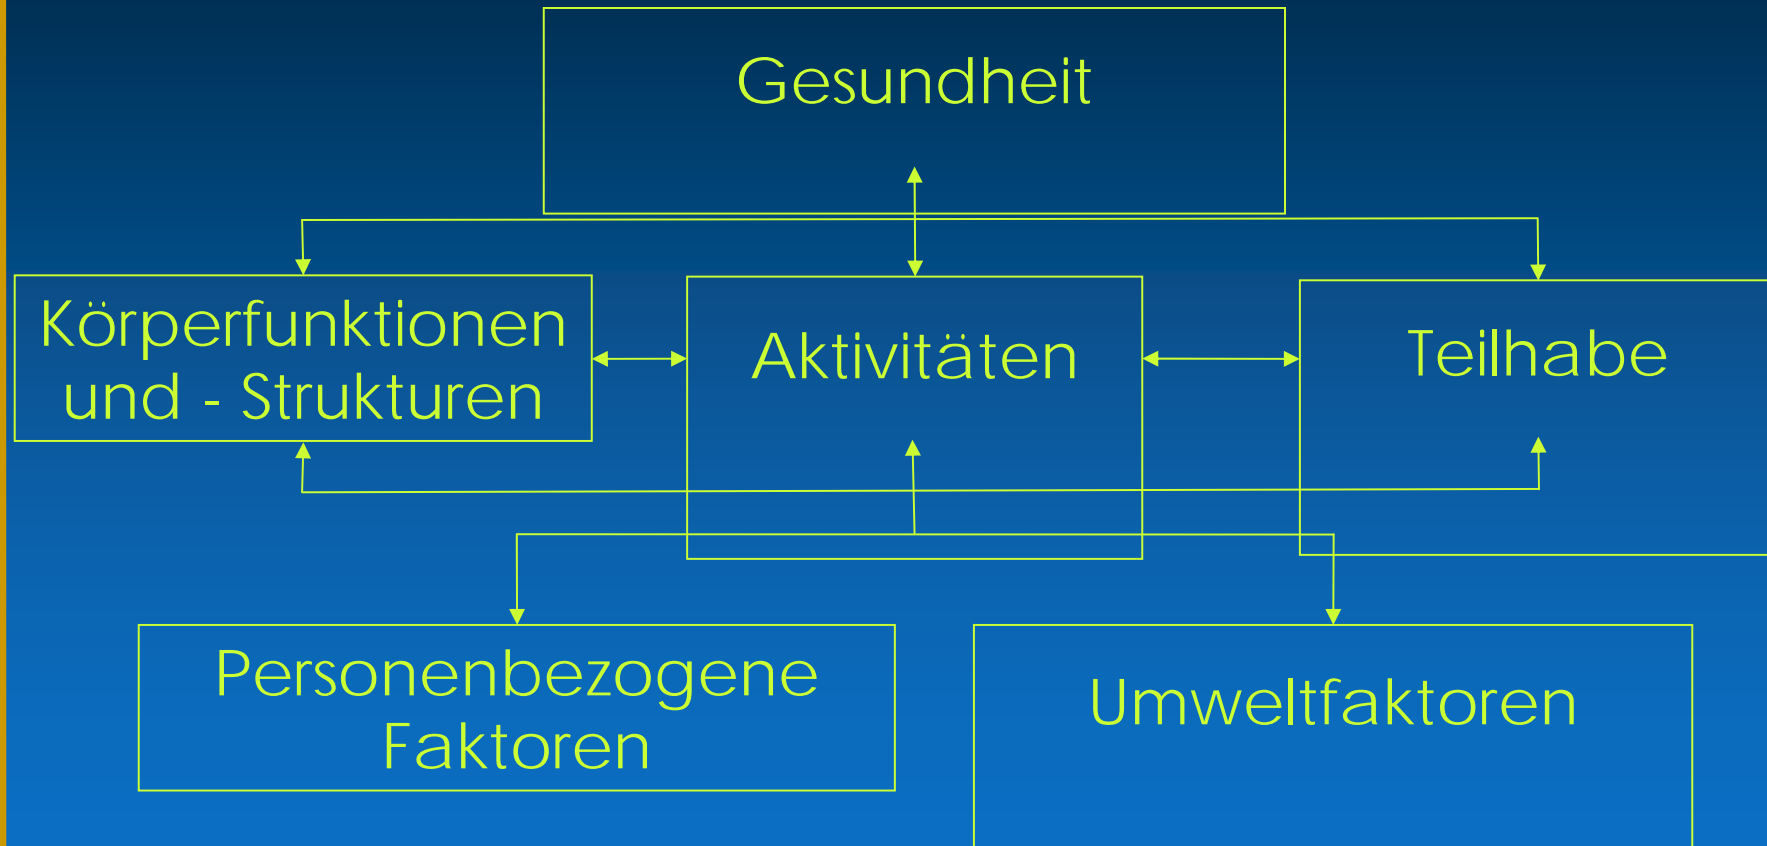 Gesundheit
Körperfunktionen
und - Strukturen
Aktivitäten
Teilhabe
Personenbezogene
Faktoren
Umweltfaktoren